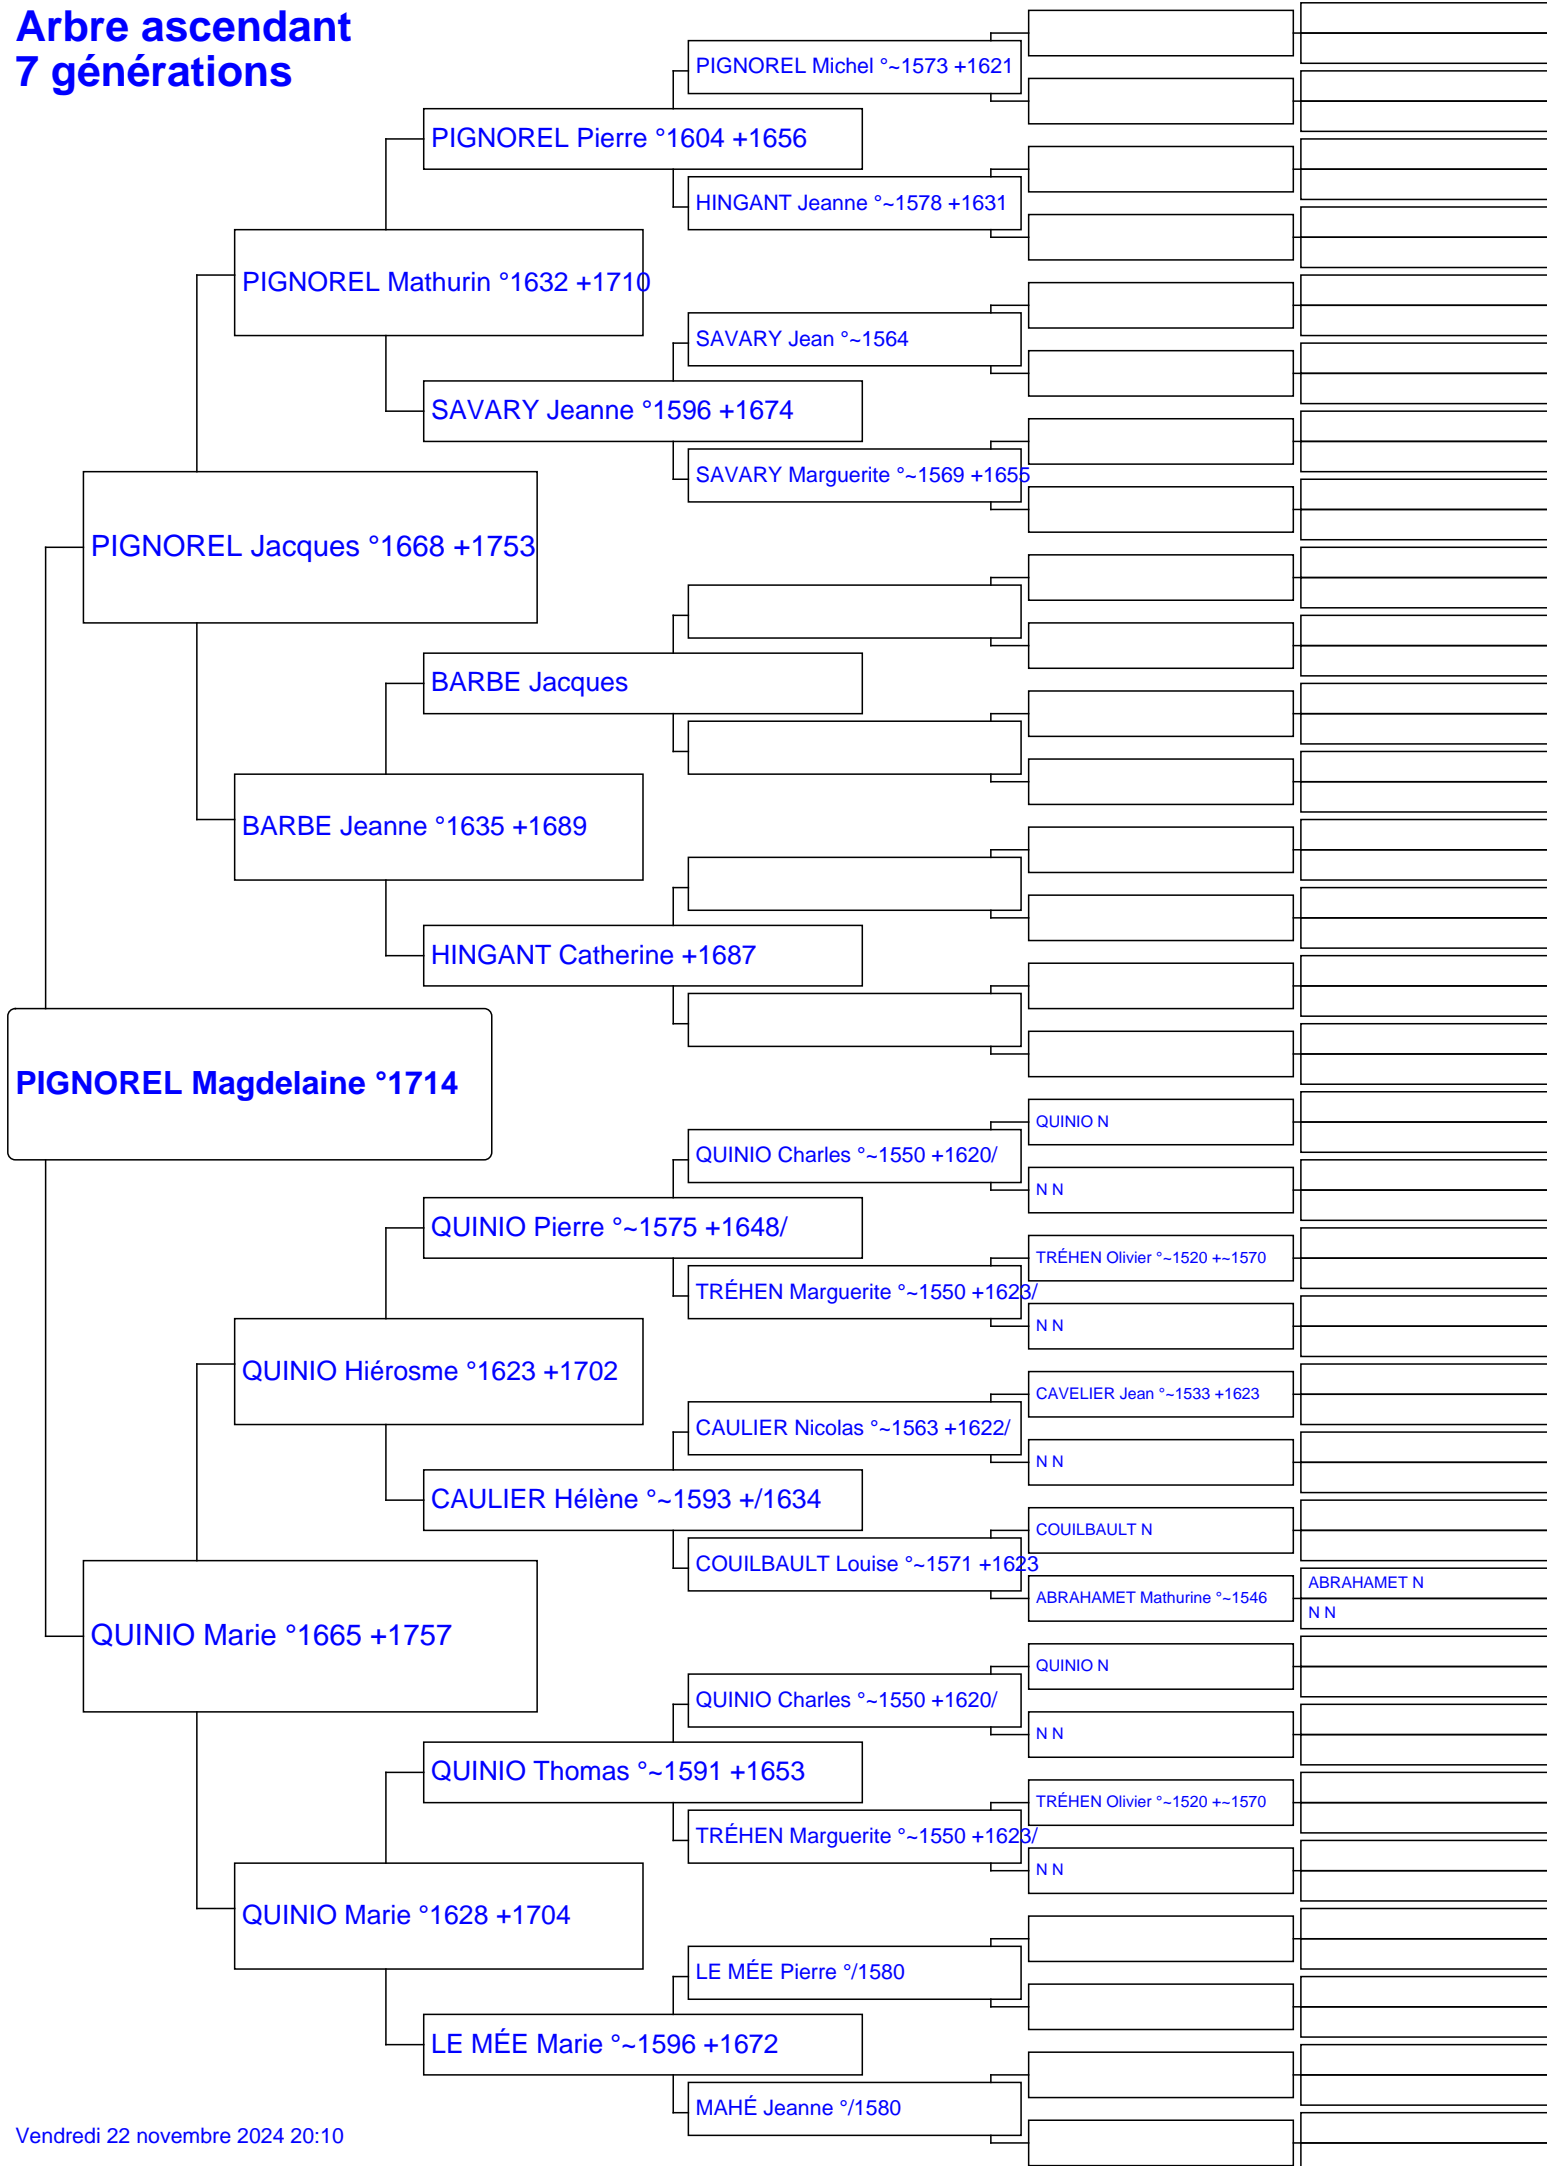 Arbre ascendant
7 générations
PIGNOREL Michel °~1573 +1621
PIGNOREL Pierre °1604 +1656
HINGANT Jeanne °~1578 +1631
PIGNOREL Mathurin °1632 +1710
SAVARY Jean °~1564
SAVARY Jeanne °1596 +1674
SAVARY Marguerite °~1569 +1655
PIGNOREL Jacques °1668 +1753
BARBE Jacques
BARBE Jeanne °1635 +1689
HINGANT Catherine +1687
PIGNOREL Magdelaine °1714
QUINIO N
QUINIO Charles °~1550 +1620/
N N
QUINIO Pierre °~1575 +1648/
TRÉHEN Olivier °~1520 +~1570
TRÉHEN Marguerite °~1550 +1623/
N N
QUINIO Hiérosme °1623 +1702
CAVELIER Jean °~1533 +1623
CAULIER Nicolas °~1563 +1622/
N N
CAULIER Hélène °~1593 +/1634
COUILBAULT N
COUILBAULT Louise °~1571 +1623
ABRAHAMET Mathurine °~1546
ABRAHAMET N
N N
QUINIO Marie °1665 +1757
QUINIO N
QUINIO Charles °~1550 +1620/
N N
QUINIO Thomas °~1591 +1653
TRÉHEN Olivier °~1520 +~1570
TRÉHEN Marguerite °~1550 +1623/
N N
QUINIO Marie °1628 +1704
LE MÉE Pierre °/1580
LE MÉE Marie °~1596 +1672
MAHÉ Jeanne °/1580
Vendredi 22 novembre 2024 20:10